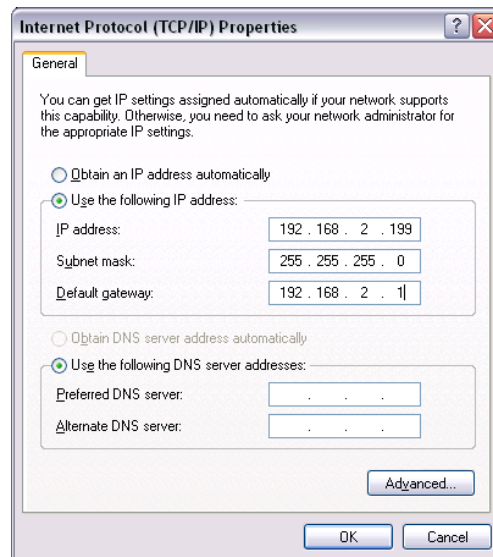 Internet Protocol (TCP/IP) Properties
General
You can get IP settings assigned automatically if your network supports
this capability. Otherwise, you need to ask your network administrator for
the appropriate IP settings.
Obtain an IP address automatically
Use the following IP address:
IP address: 192 . 168 . 2 . 199
Subnet mask: 255 . 255 . 255 . 0
Default gateway: 192 . 168 . 2 . 1
Obtain DNS server address automatically
Use the following DNS server addresses:
Preferred DNS server: . . .
Alternate DNS server: . . .
Advanced...
OK Cancel